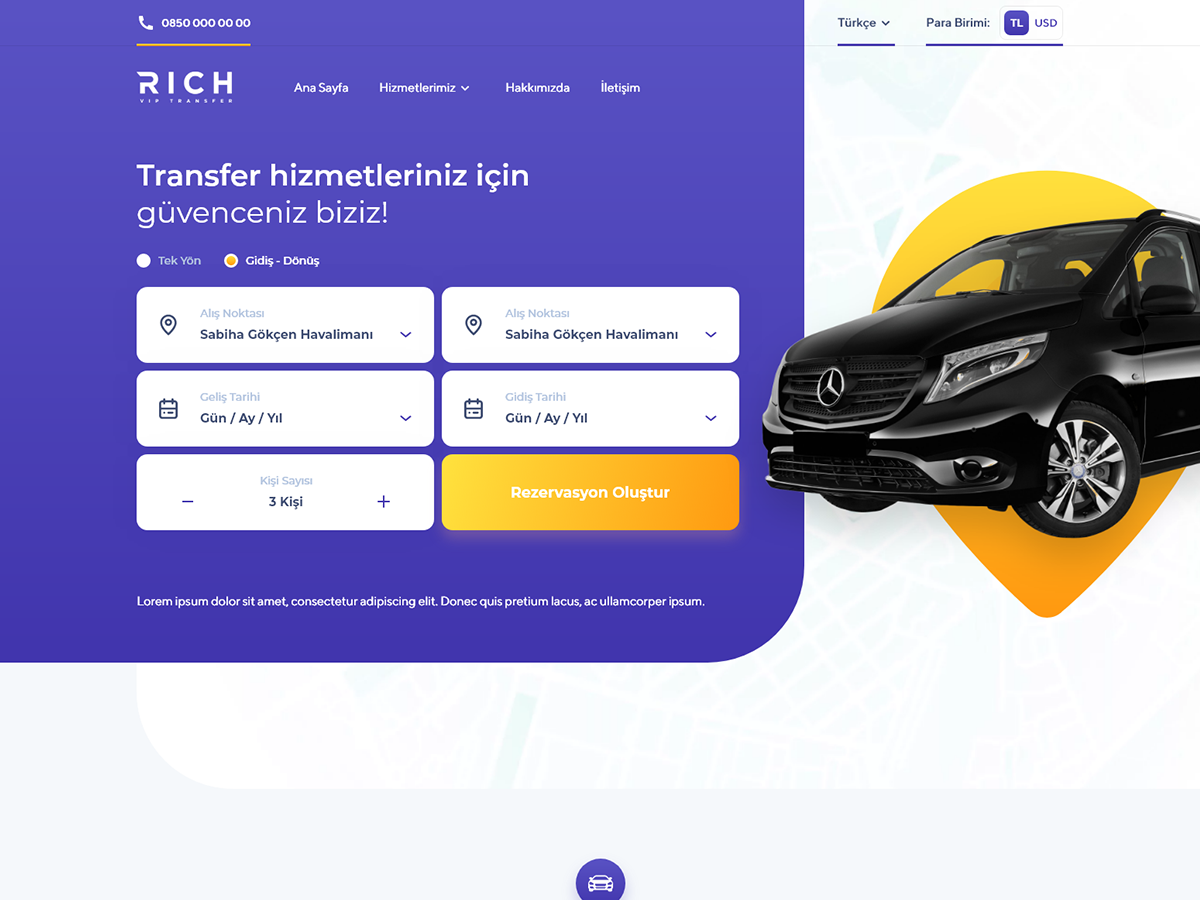 0850 000 00 00
Türkçe
Para Birimi:
TL
USD
RICH
VIP TRANSFER
Ana Sayfa
Hizmetlerimiz
Hakkımızda
İletişim
Transfer hizmetleriniz için
güvenceniz biziz!
Tek Yön
Gidiş - Dönüş
Alış Noktası
Sabiha Gökçen Havalimanı
Alış Noktası
Sabiha Gökçen Havalimanı
Geliş Tarihi
Gün / Ay / Yıl
Gidiş Tarihi
Gün / Ay / Yıl
Kişi Sayısı
3 Kişi
Rezervasyon Oluştur
Lorem ipsum dolor sit amet, consectetur adipiscing elit. Donec quis pretium lacus, ac ullamcorper ipsum.